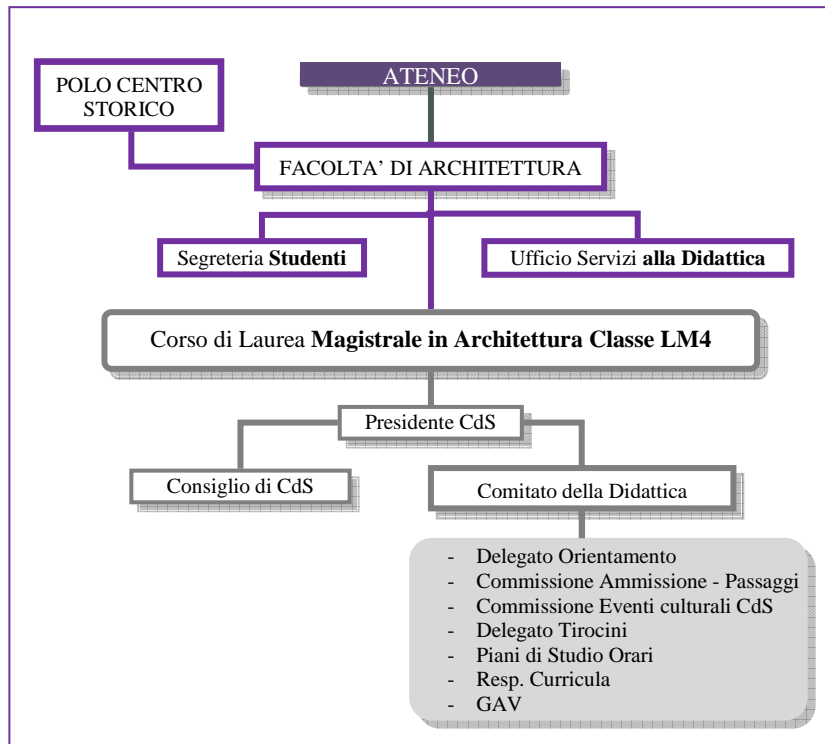 ATENEO
POLO CENTRO
STORICO
FACOLTA’ DI ARCHITETTURA
Segreteria Studenti
Ufficio Servizi alla Didattica
Corso di Laurea Magistrale in Architettura Classe LM4
Presidente CdS
Consiglio di CdS
Comitato della Didattica
- Delegato Orientamento
- Commissione Ammissione - Passaggi
- Commissione Eventi culturali CdS
- Delegato Tirocini
- Piani di Studio Orari
- Resp. Curricula
- GAV